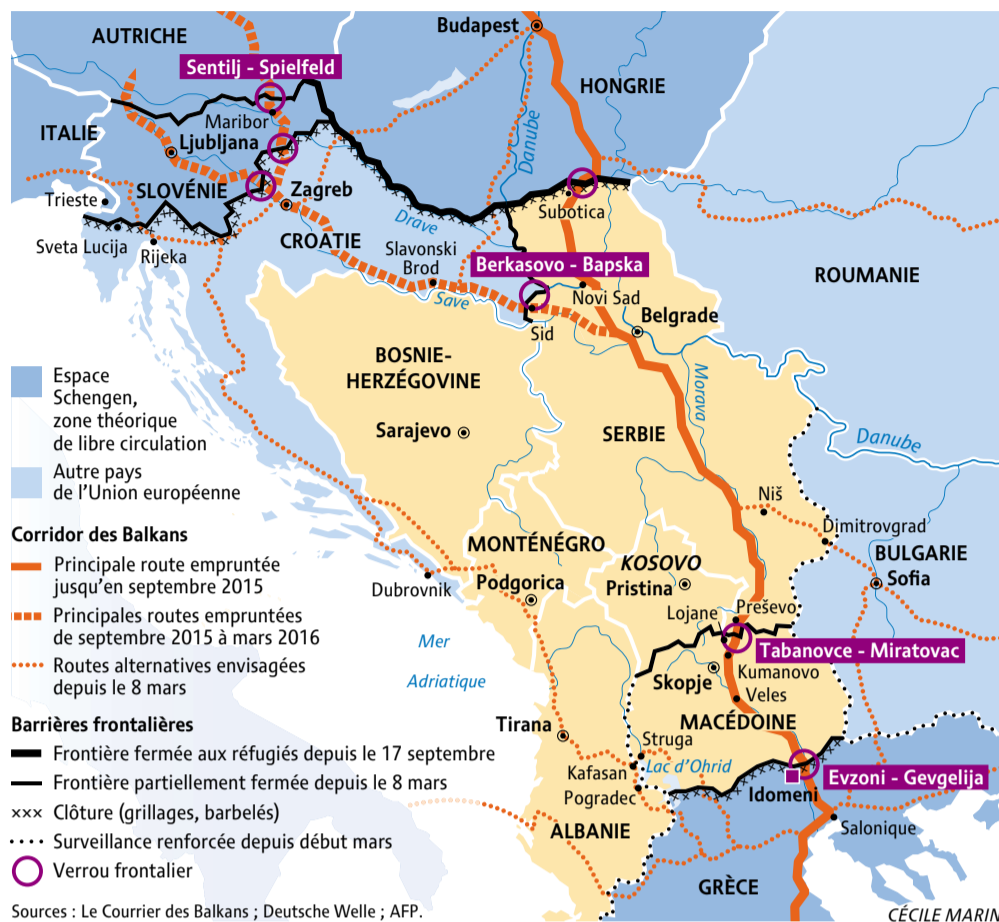 AUTRICHE
Budapest
Sentilj - Spielfeld
HONGRIE
ITALIE
Maribor
Ljubljana
Danube
SLOVÉNIE
Zagreb
Trieste
Subotica
Drave
Sveta Lucija
Rijeka
CROATIE
Slavonski
Brod
Berkasovo - Bapska
ROUMANIE
Save
Novi Sad
Belgrade
Sid
BOSNIE-
HERZÉGOVINE
Morava
Sarajevo
SERBIE
Danube
Niš
Dimitrovgrad
MONTÉNÉGRO
KOSOVO
BULGARIE
Podgorica
Pristina
Sofia
Dubrovnik
Lojane
Preševo
Mer
Adriatique
Tabanovce - Miratovac
Skopje
Kumanovo
Veles
Tirana
MACÉDOINE
Struga
Kafasan
Lac d'Ohrid
Pogradec
Idomeni
Evzoni - Gevgelija
ALBANIE
Salonique
GRÈCE
Espace
Schengen,
zone théorique
de libre circulation
Autre pays
de l'Union européenne
Corridor des Balkans
Principale route empruntée
jusqu'en septembre 2015
Principales routes empruntées
de septembre 2015 à mars 2016
Routes alternatives envisagées
depuis le 8 mars
Barrières frontalières
Frontière fermée aux réfugiés depuis le 17 septembre
Frontière partiellement fermée depuis le 8 mars
Clôture (grillages, barbelés)
Surveillance renforcée depuis début mars
Verrou frontalier
Sources : Le Courrier des Balkans ; Deutsche Welle ; AFP.
CÉCILE MARIN